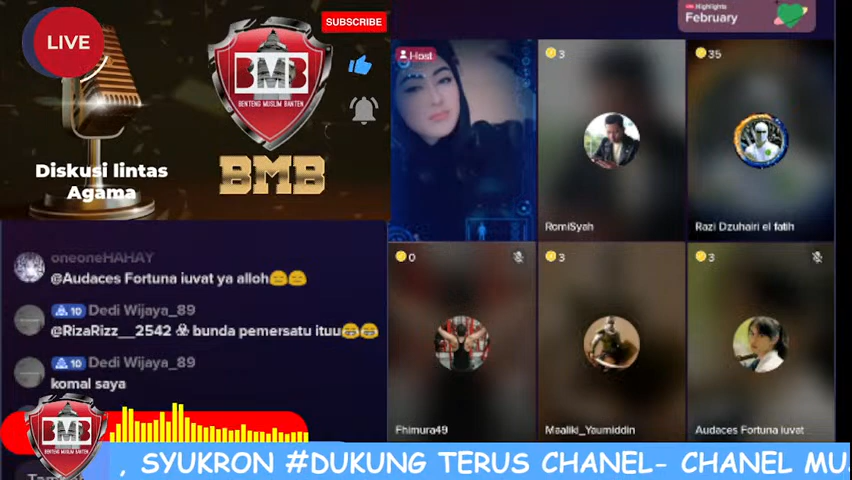 LIVE
SUBSCRIBE
BMB
BENTENG MUSLIM BANTEN
BMB
Diskusi lintas
Agama
Highlights
February
Host
3
35
RomiSyah
Razi Dzuhairi el fatih
0
3
3
Fhimura49
Maaliki_Yaumiddin
Audaces Fortuna iuvat
oneoneHAHAY
@Audaces Fortuna iuvat ya alloh😑😑
10 Dedi Wijaya_89
@RizaRizz__2542 ☣ bunda pemersatu ituu😂😂
10 Dedi Wijaya_89
komal saya
BMB
, SYUKRON #DUKUNG TERUS CHANEL- CHANEL MU